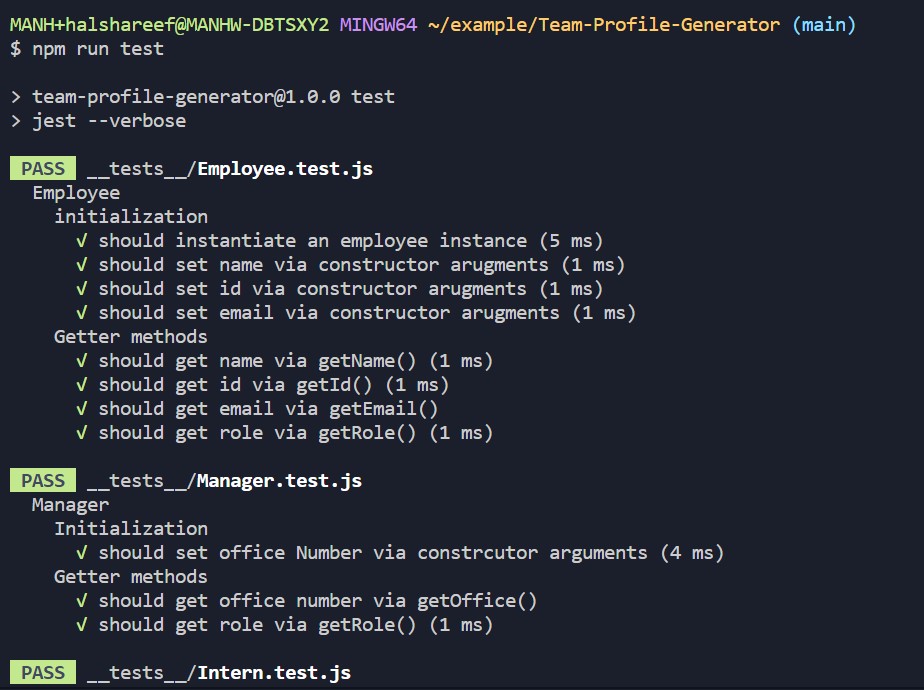 MANH+halshareef@MANHW-DBTSXY2 MINGW64 ~/example/Team-Profile-Generator (main)
$ npm run test
> team-profile-generator@1.0.0 test
> jest --verbose
PASS __tests__/Employee.test.js
Employee
initialization
√ should instantiate an employee instance (5 ms)
√ should set name via constructor arugments (1 ms)
√ should set id via constructor arugments (1 ms)
√ should set email via constructor arugments (1 ms)
Getter methods
√ should get name via getName() (1 ms)
√ should get id via getId() (1 ms)
√ should get email via getEmail()
√ should get role via getRole() (1 ms)
PASS __tests__/Manager.test.js
Manager
Initialization
√ should set office Number via constrcutor arguments (4 ms)
Getter methods
√ should get office number via getOffice()
√ should get role via getRole() (1 ms)
PASS __tests__/Intern.test.js